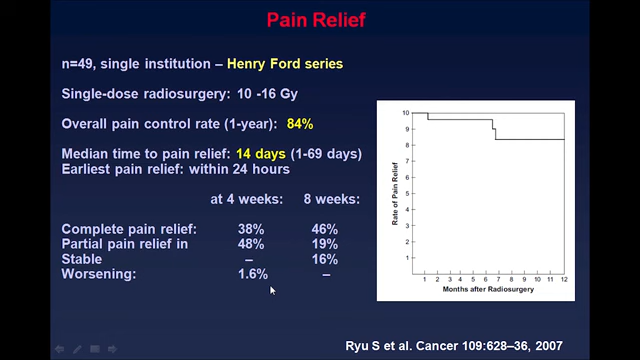 Pain Relief
n=49, single institution – Henry Ford series
Single-dose radiosurgery: 10 -16 Gy
Overall pain control rate (1-year): 84%
Median time to pain relief: 14 days (1-69 days)
Earliest pain relief: within 24 hours
at 4 weeks: 8 weeks:
Complete pain relief: 38% 46%
Partial pain relief in 48% 19%
Stable – 16%
Worsening: 1.6% –
10
9
8
7
6
5
4
3
2
1
Rate of Pain Relief
1 2 3 4 5 6 7 8 9 10 11 12
Months after Radiosurgery
Ryu S et al. Cancer 109:628–36, 2007